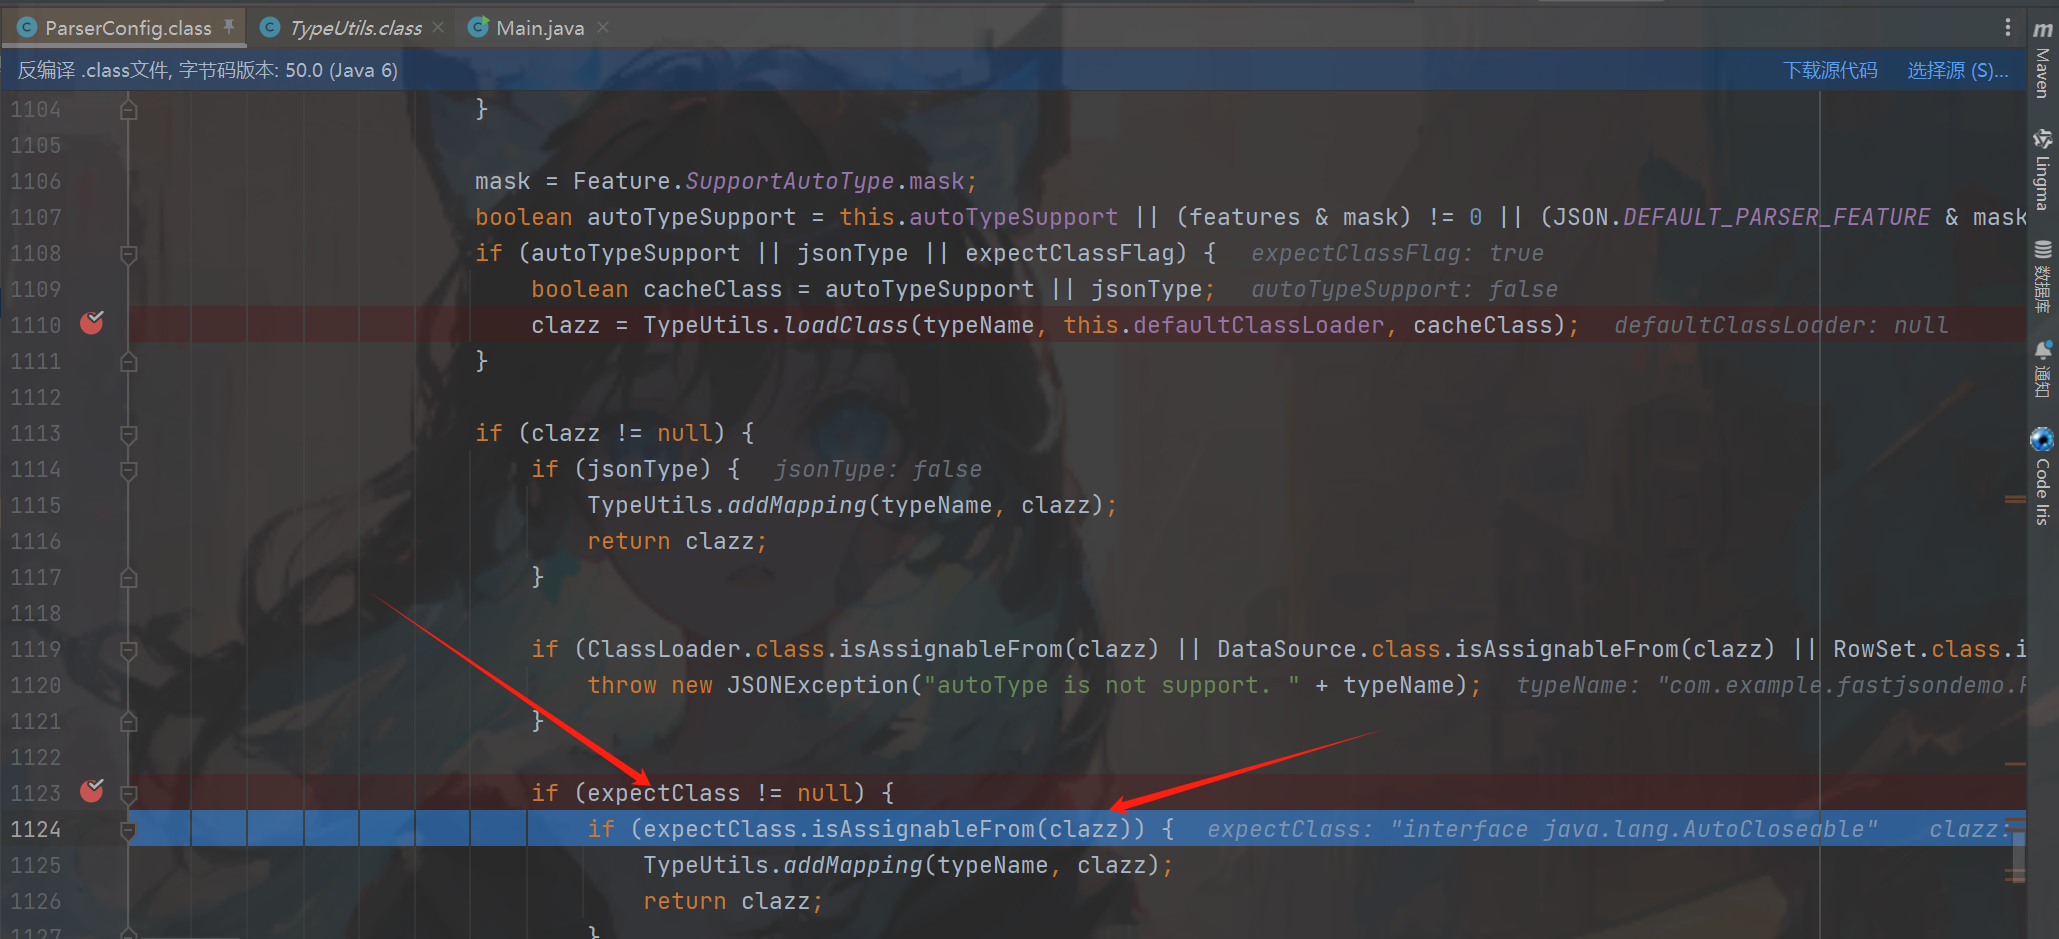 ParserConfig.class TypeUtils.class Main.java
反编译 .class文件, 字节码版本: 50.0 (Java 6) 下载源代码 选择源 (S)...
1104 }
1105
1106 mask = Feature.SupportAutoType.mask;
1107 boolean autoTypeSupport = this.autoTypeSupport || (features & mask) != 0 || (JSON.DEFAULT_PARSER_FEATURE & mask
1108 if (autoTypeSupport || jsonType || expectClassFlag) { expectClassFlag: true
1109 boolean cacheClass = autoTypeSupport || jsonType; autoTypeSupport: false
1110 clazz = TypeUtils.loadClass(typeName, this.defaultClassLoader, cacheClass); defaultClassLoader: null
1111 }
1112
1113 if (clazz != null) {
1114 if (jsonType) { jsonType: false
1115 TypeUtils.addMapping(typeName, clazz);
1116 return clazz;
1117 }
1118
1119 if (ClassLoader.class.isAssignableFrom(clazz) || DataSource.class.isAssignableFrom(clazz) || RowSet.class.i
1120 throw new JSONException("autoType is not support. " + typeName); typeName: "com.example.fastjsondemo.
1121 }
1122
1123 if (expectClass != null) {
1124 if (expectClass.isAssignableFrom(clazz)) { expectClass: "interface java.lang.AutoCloseable" clazz:
1125 TypeUtils.addMapping(typeName, clazz);
1126 return clazz;
1127 }
m
Maven
Lingma
数据库
通知
Code Iris